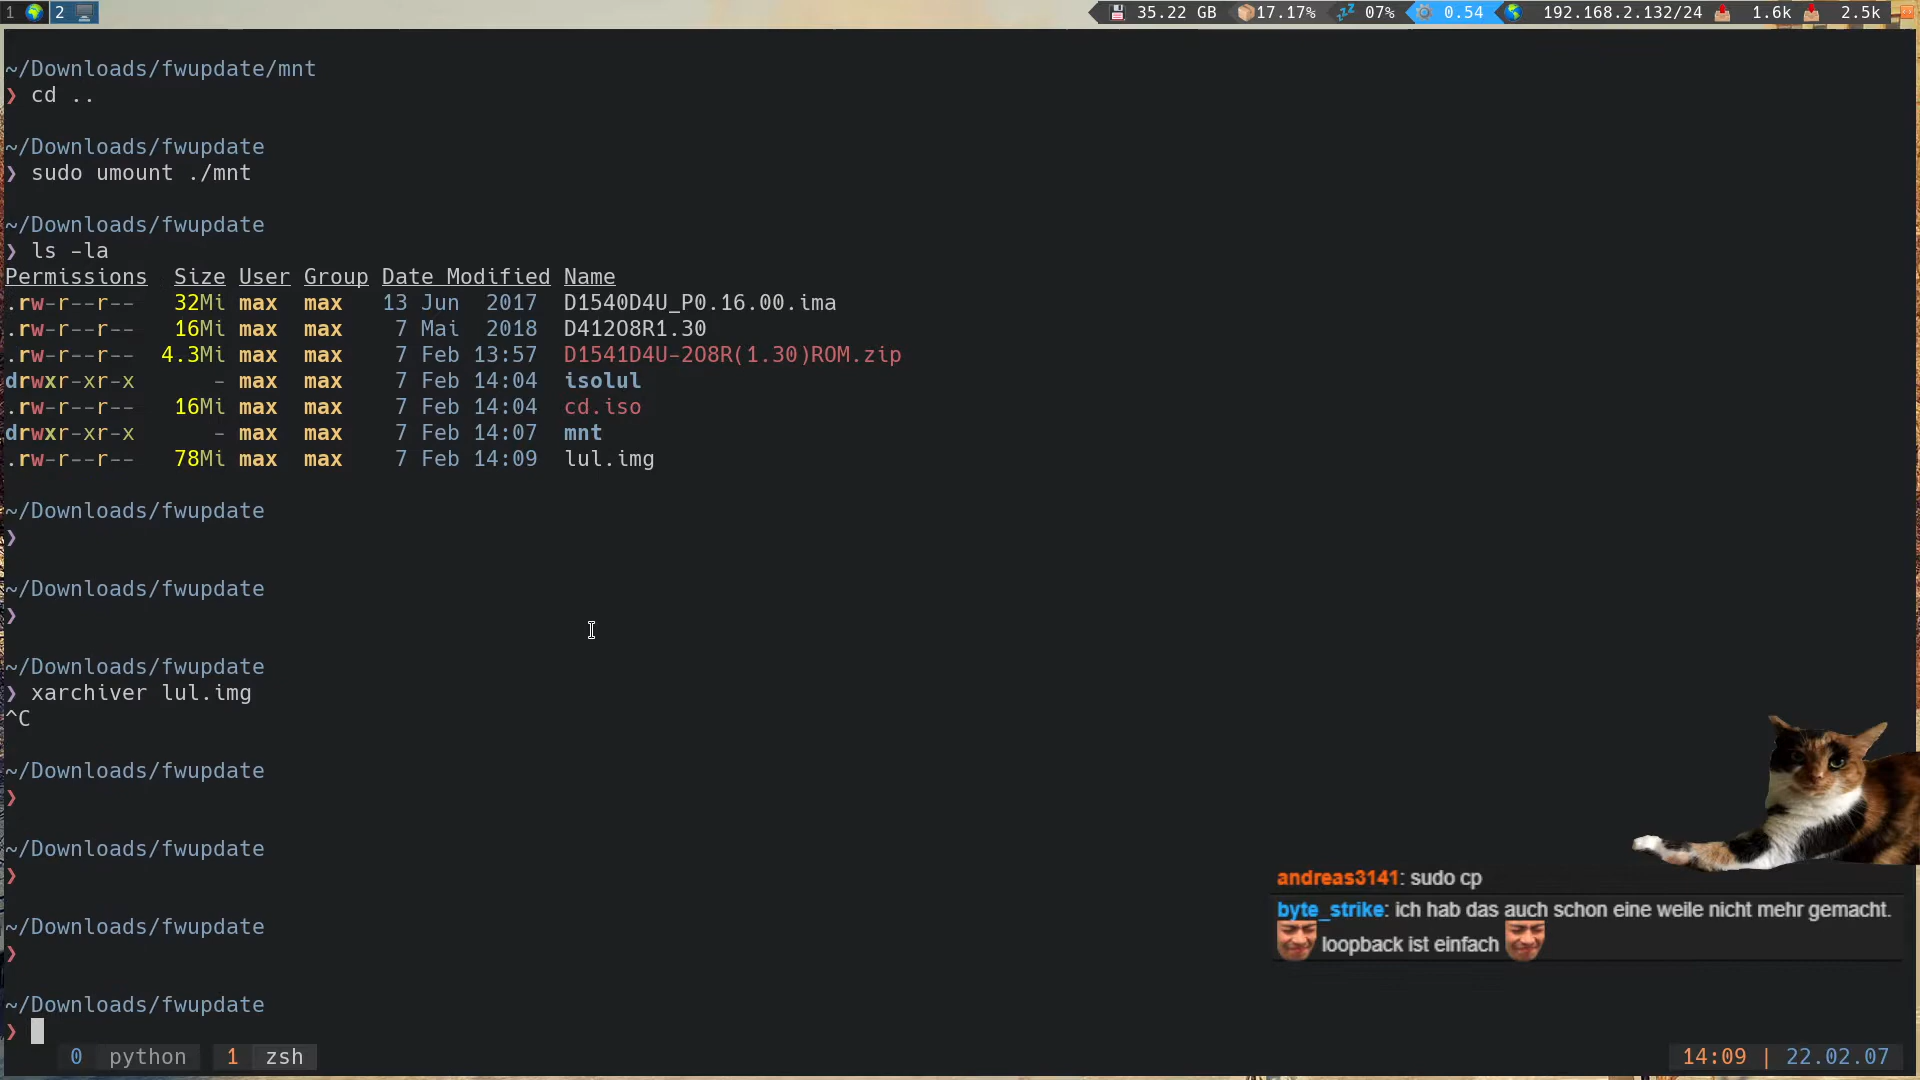 1 2 35.22 GB 17.17% 07% 0.54 192.168.2.132/24 1.6k 2.5k
~/Downloads/fwupdate/mnt
❯ cd ..
~/Downloads/fwupdate
❯ sudo umount ./mnt
~/Downloads/fwupdate
❯ ls -la
Permissions Size User Group Date Modified Name
.rw-r--r-- 32Mi max max 13 Jun 2017 D1540D4U_P0.16.00.ima
.rw-r--r-- 16Mi max max 7 Mai 2018 D412O8R1.30
.rw-r--r-- 4.3Mi max max 7 Feb 13:57 D1541D4U-2O8R(1.30)ROM.zip
drwxr-xr-x - max max 7 Feb 14:04 isolul
.rw-r--r-- 16Mi max max 7 Feb 14:04 cd.iso
drwxr-xr-x - max max 7 Feb 14:07 mnt
.rw-r--r-- 78Mi max max 7 Feb 14:09 lul.img
~/Downloads/fwupdate
❯
~/Downloads/fwupdate
❯
~/Downloads/fwupdate
❯ xarchiver lul.img
^C
~/Downloads/fwupdate
❯
~/Downloads/fwupdate
❯
~/Downloads/fwupdate
❯
~/Downloads/fwupdate
❯
andreas3141: sudo cp
byte_strike: ich hab das auch schon eine weile nicht mehr gemacht.
loopback ist einfach
0 python 1 zsh 14:09 | 22.02.07